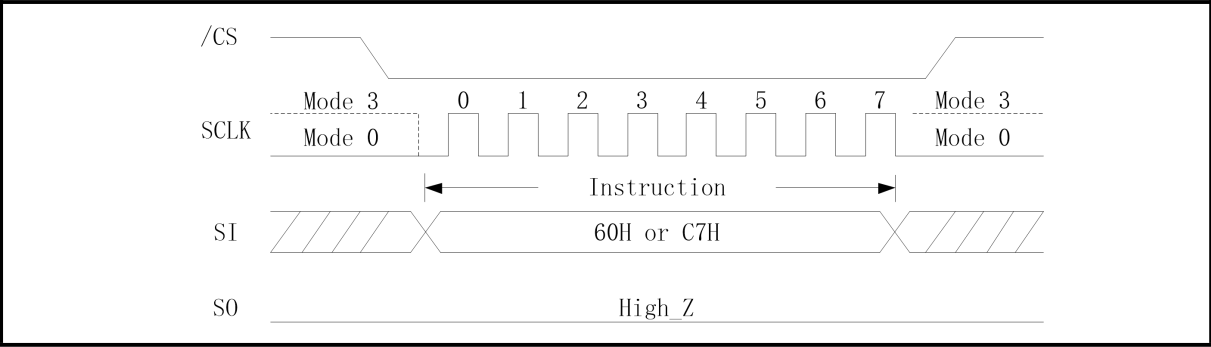 /CS
Mode 3 0 1 2 3 4 5 6 7 Mode 3
SCLK
Mode 0 Mode 0
Instruction
SI 60H or C7H
SO High_Z